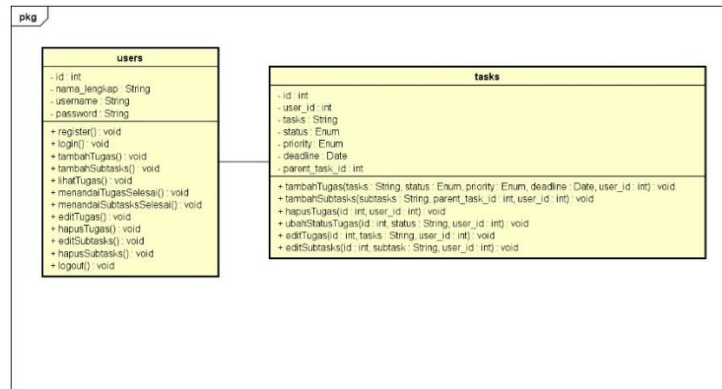 pkg
users
- id : int
- nama_lengkap : String
- username : String
- password : String
+ register() : void
+ login() : void
+ tambahTugas() : void
+ tambahSubtasks() : void
+ lihatTugas() : void
+ menandaiTugasSelesai() : void
+ menandaiSubtasksSelesai() : void
+ editTugas() : void
+ hapusTugas() : void
+ editSubtasks() : void
+ hapusSubtasks() : void
+ logout() : void
tasks
- id : int
- user_id : int
- tasks : String
- status : Enum
- priority : Enum
- deadline : Date
- parent_task_id : int
+ tambahTugas(tasks : String, status : Enum, priority : Enum, deadline : Date, user_id : int) : void
+ tambahSubtasks(subtasks : String, parent_task_id : int, user_id : int) : void
+ hapusTugas(id : int, user_id : int) : void
+ ubahStatusTugas(id : int, status : String, user_id : int) : void
+ editTugas(id : int, tasks : String, user_id : int) : void
+ editSubtasks(id : int, subtask : String, user_id : int) : void